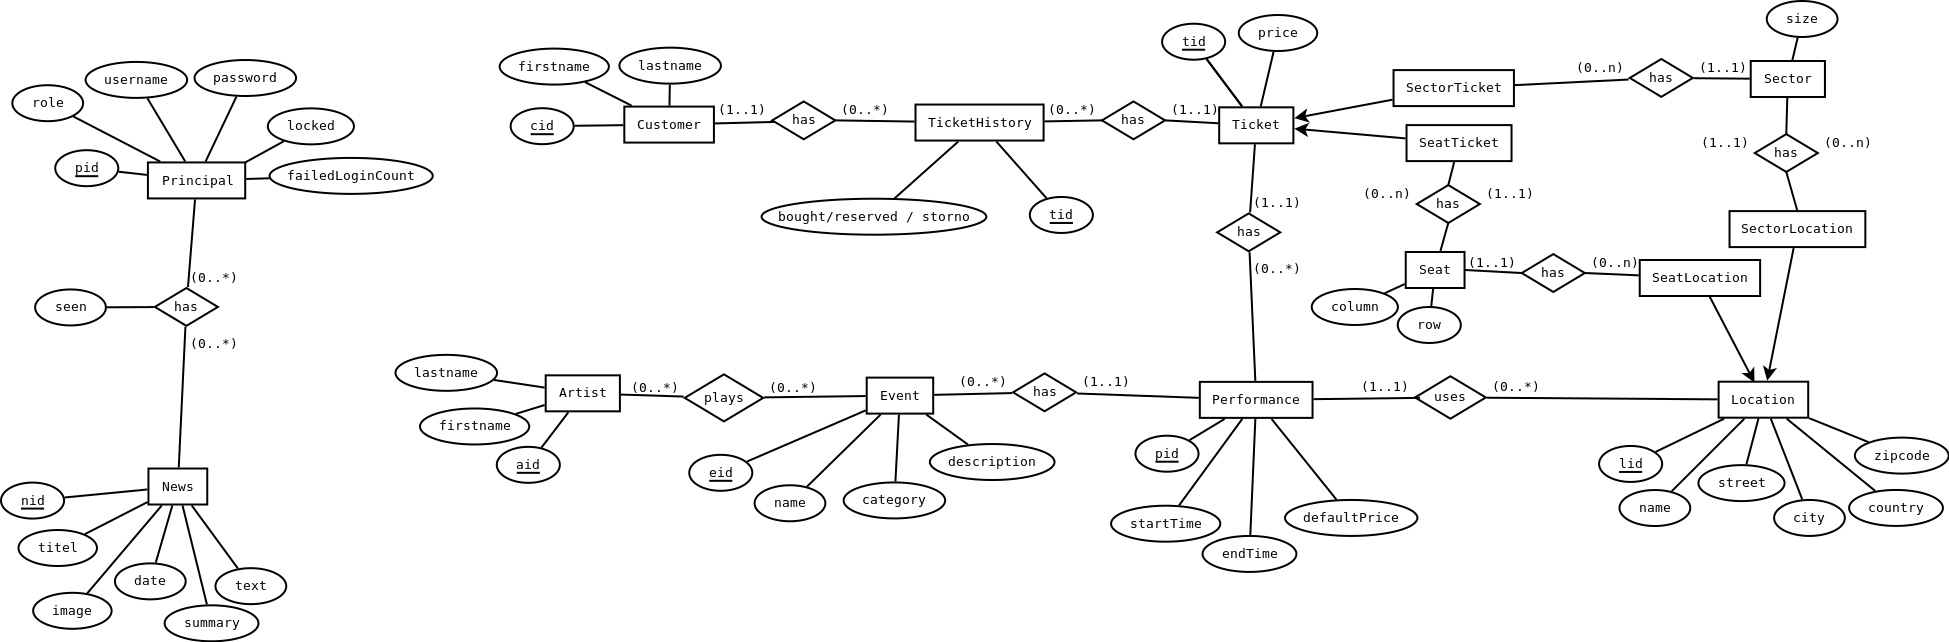 size
tid
price
username
password
role
locked
pid
failedLoginCount
Principal
firstname
lastname
cid
Customer
(1..1)
has
(0..*)
TicketHistory
(0..*)
has
(1..1)
Ticket
SectorTicket
(0..n)
has
(1..1)
Sector
SeatTicket
(1..1)
has
(0..n)
(0..n)
has
(1..1)
bought/reserved / storno
tid
(1..1)
has
(0..*)
SectorLocation
Seat
(1..1)
has
(0..n)
SeatLocation
column
row
(0..*)
seen
has
(0..*)
lastname
Artist
(0..*)
plays
(0..*)
Event
(0..*)
has
(1..1)
Performance
(1..1)
uses
(0..*)
Location
firstname
aid
eid
name
category
description
pid
startTime
endTime
defaultPrice
lid
name
street
city
country
zipcode
News
nid
titel
image
date
summary
text